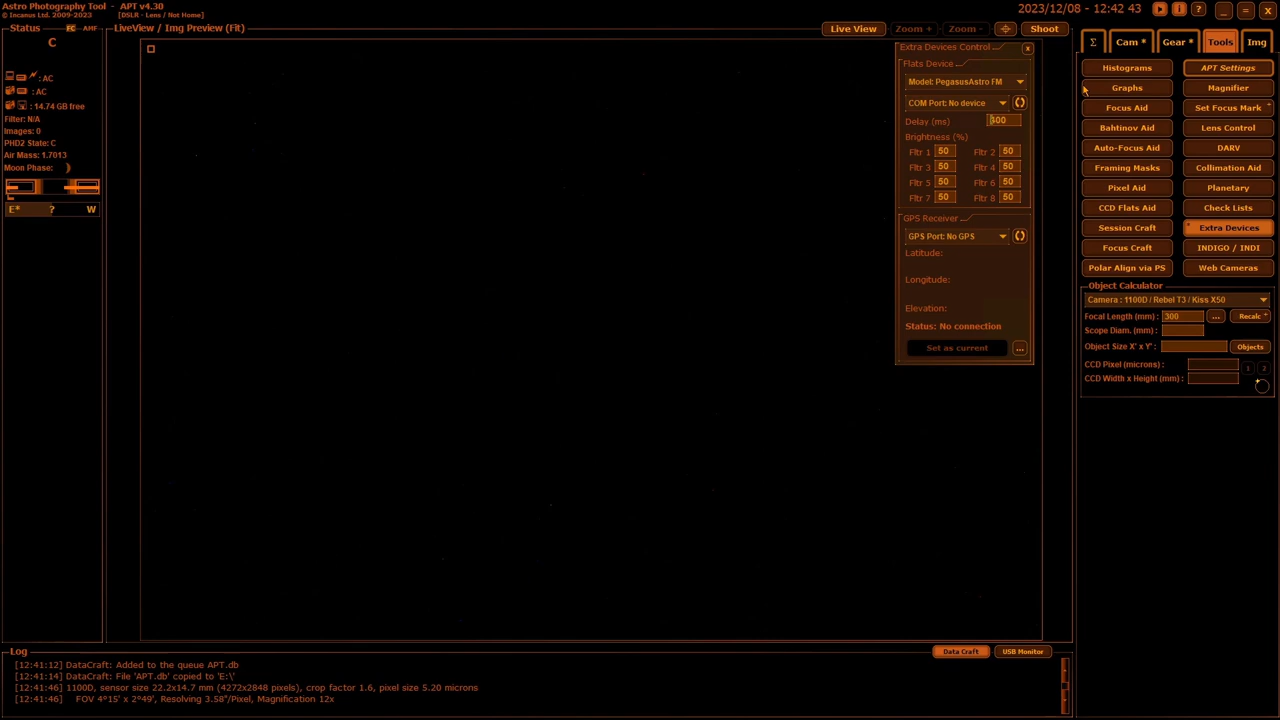 Astro Photography Tool - APT v4.30
© Incanus Ltd. 2009-2023 [DSLR - Lens / Not Home]
2023/12/08 - 12:42 43 i ? _ = x
Status FC AMF
C
: AC
: AC
: 14.74 GB free
Filter: N/A
Images: 0
PHD2 State: C
Air Mass: 1.7013
Moon Phase:
E* ? W
LiveView / Img Preview (Fit) Live View Zoom + Zoom - Shoot
Extra Devices Control x
Flats Device
Model: PegasusAstro FM
COM Port: No device
Delay (ms)
Brightness (%)
Fltr 1 50 Fltr 2 50
Fltr 3 50 Fltr 4 50
Fltr 5 50 Fltr 6 50
Fltr 7 50 Fltr 8 50
GPS Receiver
GPS Port: No GPS
Latitude:
Longitude:
Elevation:
Status: No connection
Set as current ...
Σ Cam * Gear * Tools Img
Histograms APT Settings
Graphs Magnifier
Focus Aid Set Focus Mark +
Bahtinov Aid Lens Control
Auto-Focus Aid DARV
Framing Masks Collimation Aid
Pixel Aid Planetary
CCD Flats Aid Check Lists
Session Craft Extra Devices
Focus Craft INDIGO / INDI
Polar Align via PS Web Cameras
Object Calculator
Camera : 1100D / Rebel T3 / Kiss X50
Focal Length (mm) : 300 ... Recalc +
Scope Diam. (mm) :
Object Size X' x Y' : Objects
CCD Pixel (microns) : 1 2
CCD Width x Height (mm) :
Log Data Craft USB Monitor
[12:41:12] DataCraft: Added to the queue APT.db
[12:41:14] DataCraft: File 'APT.db' copied to 'E:\'
[12:41:46] 1100D, sensor size 22.2x14.7 mm (4272x2848 pixels), crop factor 1.6, pixel size 5.20 microns
[12:41:46] FOV 4°15' x 2°49', Resolving 3.58"/Pixel, Magnification 12x